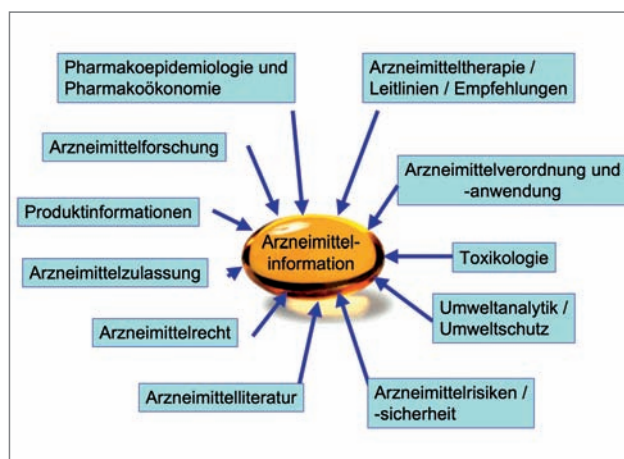 Pharmakoepidemiologie und
Pharmakoökonomie
Arzneimitteltherapie /
Leitlinien / Empfehlungen
Arzneimittelforschung
Arzneimittelverordnung und
-anwendung
Produktinformationen
Arzneimittel-
information
Toxikologie
Arzneimittelzulassung
Umweltanalytik /
Umweltschutz
Arzneimittelrecht
Arzneimittelliteratur
Arzneimittelrisiken /
-sicherheit